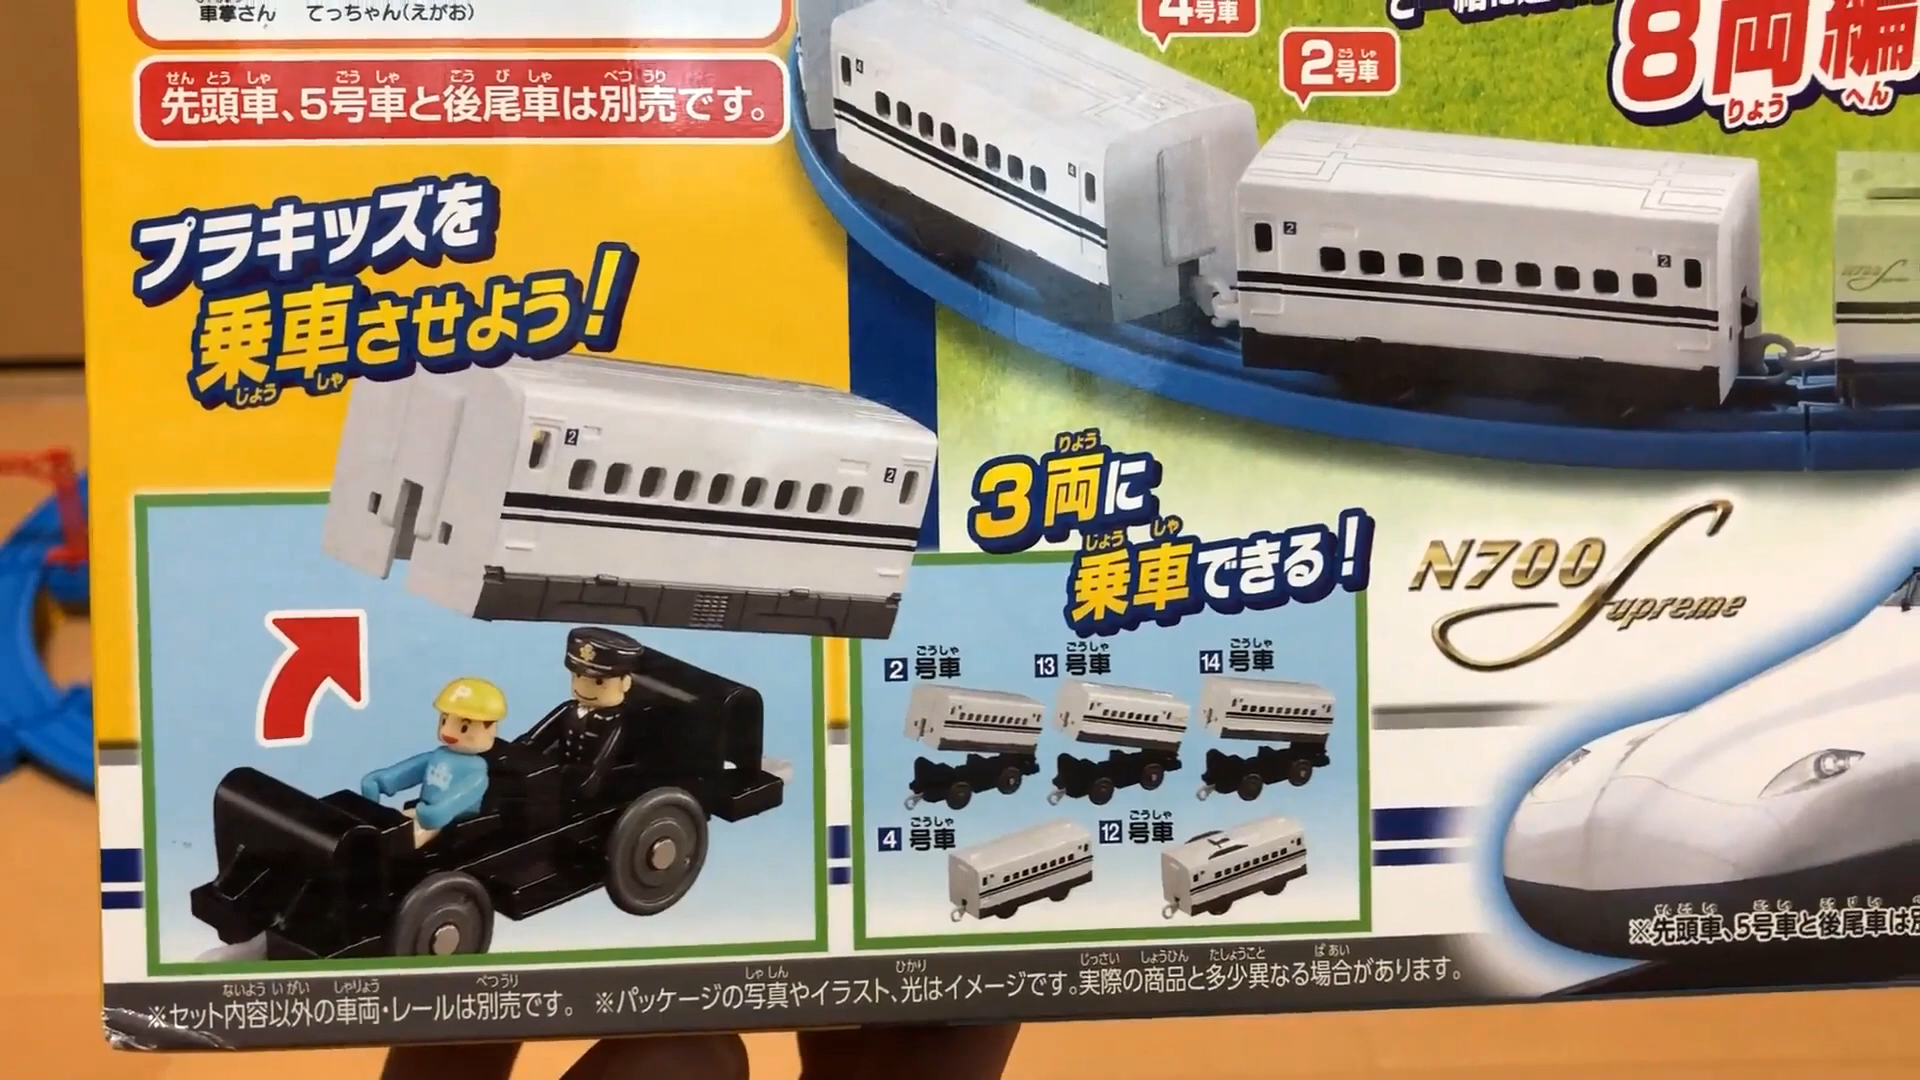 車掌さん てっちゃん(えがお)
先頭車、5号車と後尾車は別売です。
4号車
2号車
8両編
プラキッズを
乗車させよう!
3両に
乗車できる!
N700 Supreme
2号車 13号車 14号車
4号車 12号車
※先頭車、5号車と後尾車は
※セット内容以外の車両・レールは別売です。 ※パッケージの写真やイラスト、光はイメージです。実際の商品と多少異なる場合があります。